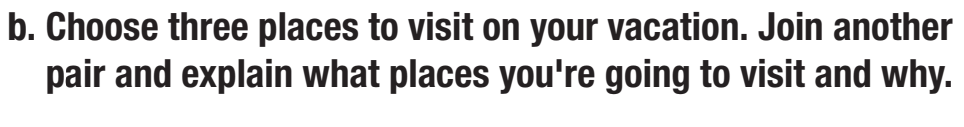 b. Choose three places to visit on your vacation. Join another
pair and explain what places you're going to visit and why.